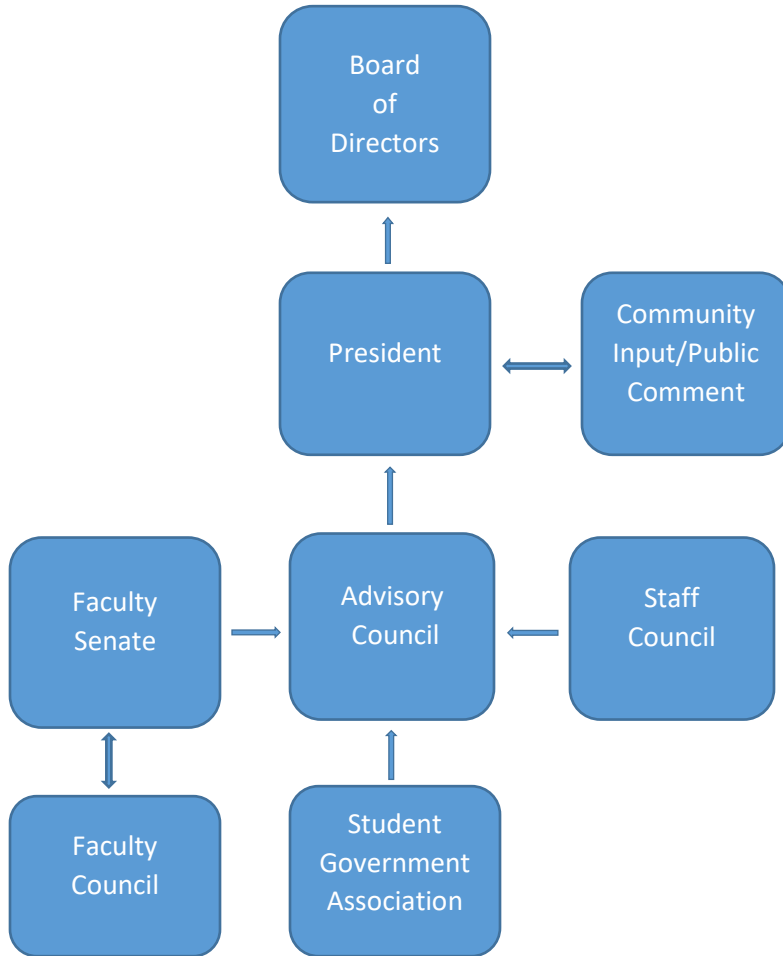 Board
of
Directors
President
Community
Input/Public
Comment
Faculty
Senate
Advisory
Council
Staff
Council
Faculty
Council
Student
Government
Association